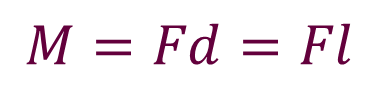 M = Fd = Fl